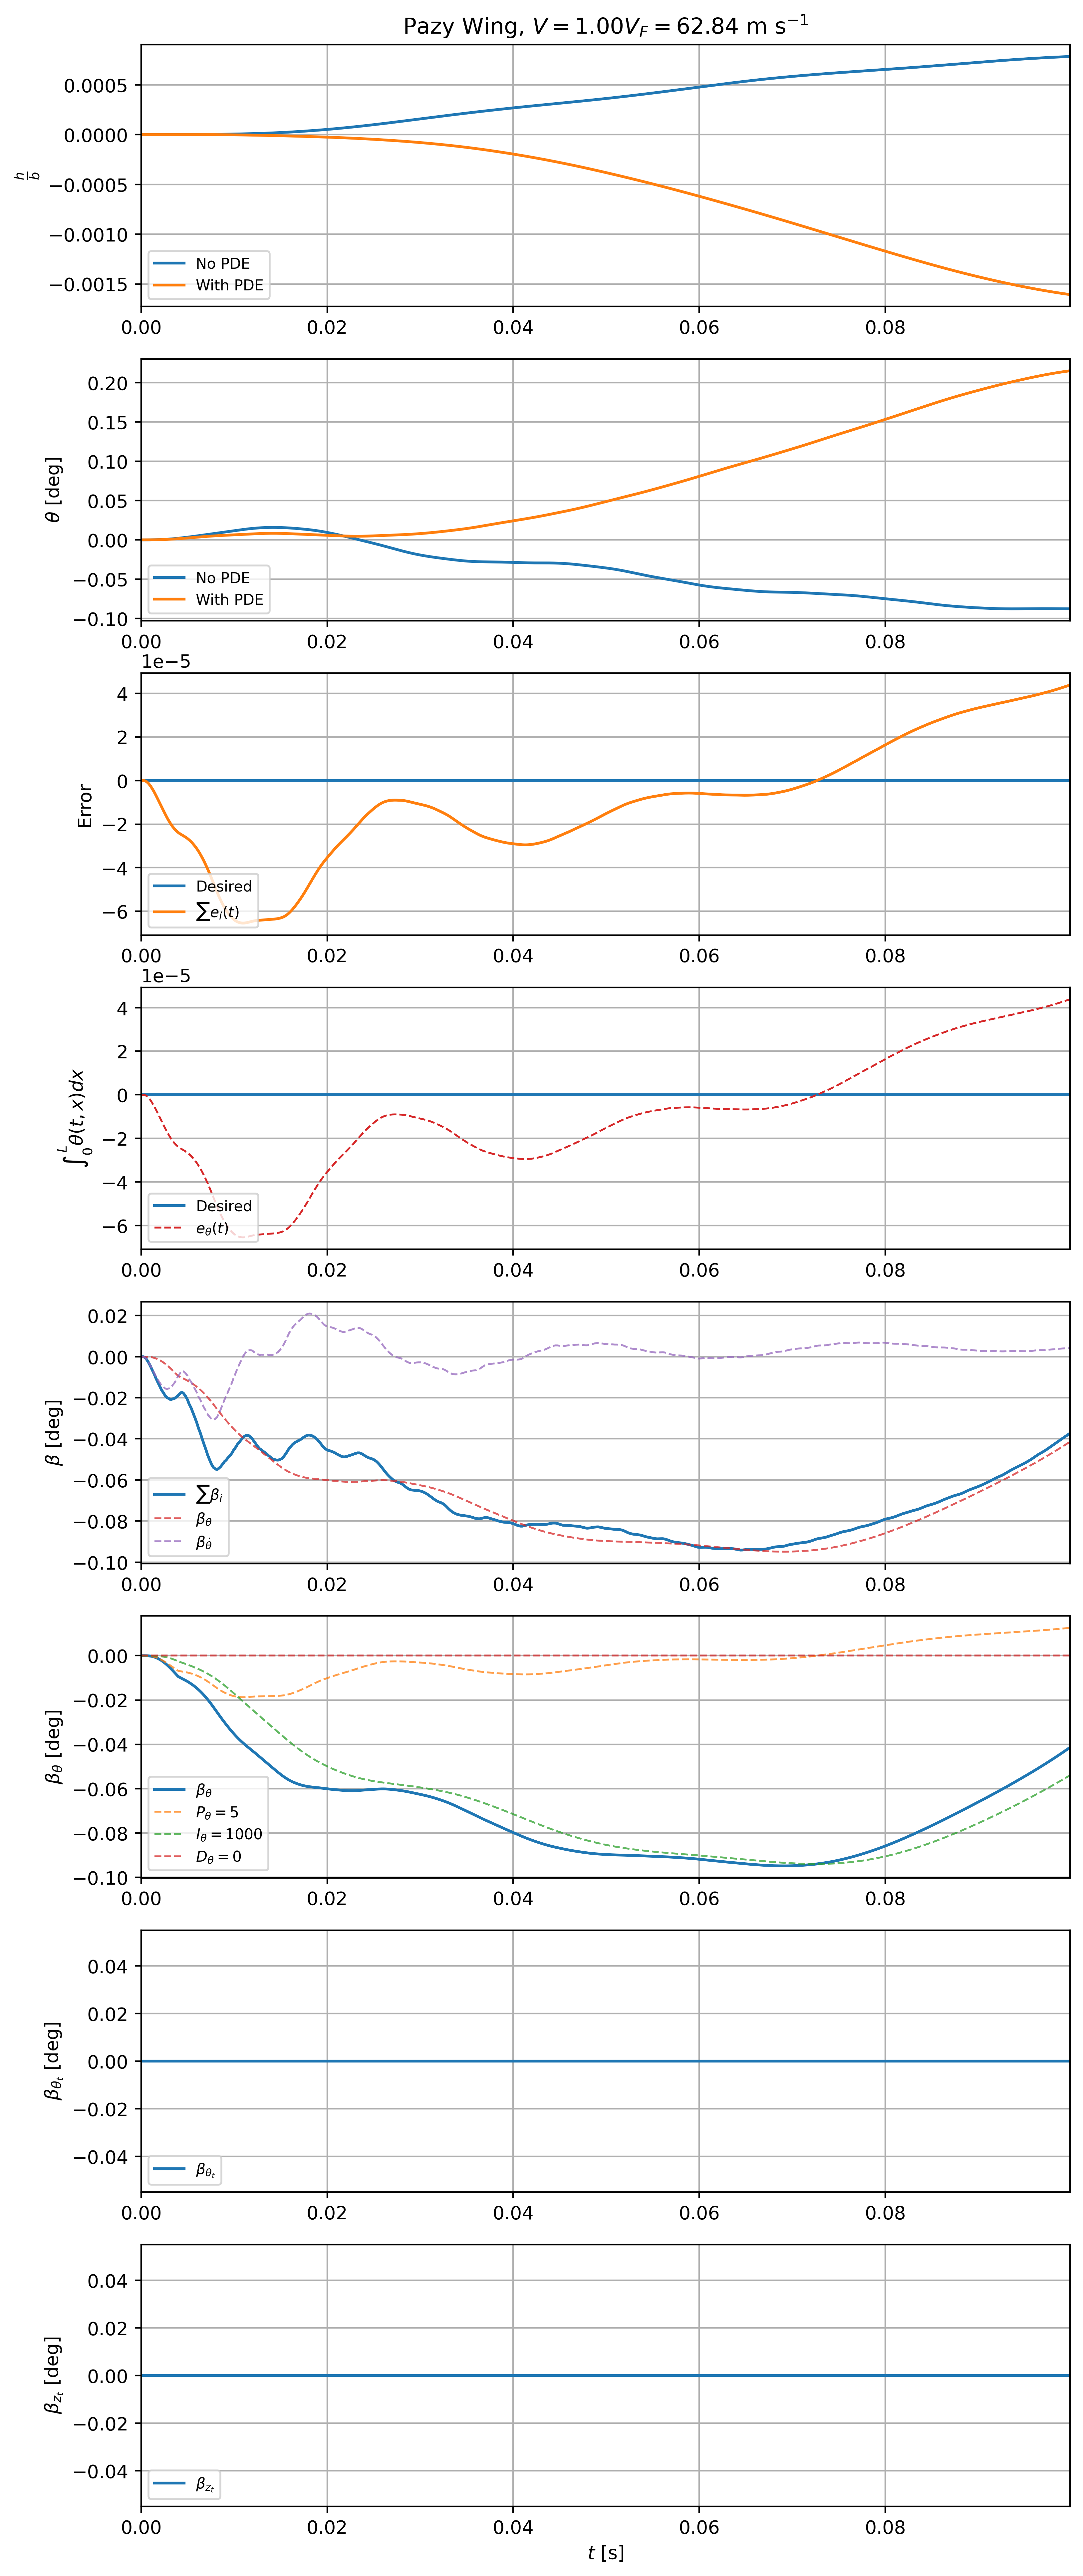 Pazy Wing, V = 1.00V_F = 62.84 m s⁻¹
0.0005
0.0000
−0.0005
−0.0010
−0.0015
h/b
No PDE
With PDE
0.00 0.02 0.04 0.06 0.08
0.20
0.15
0.10
0.05
0.00
−0.05
−0.10
θ [deg]
No PDE
With PDE
0.00 0.02 0.04 0.06 0.08
1e−5
4
2
0
−2
−4
−6
Error
Desired
∑e_i(t)
0.00 0.02 0.04 0.06 0.08
1e−5
4
2
0
−2
−4
−6
∫₀ᴸ θ(t, x)dx
Desired
e_θ(t)
0.00 0.02 0.04 0.06 0.08
0.02
0.00
−0.02
−0.04
−0.06
−0.08
−0.10
β [deg]
∑β_i
β_θ
β_θ̇
0.00 0.02 0.04 0.06 0.08
0.00
−0.02
−0.04
−0.06
−0.08
−0.10
β_θ [deg]
β_θ
P_θ = 5
I_θ = 1000
D_θ = 0
0.00 0.02 0.04 0.06 0.08
0.04
0.02
0.00
−0.02
−0.04
β_θ_t [deg]
β_θ_t
0.00 0.02 0.04 0.06 0.08
0.04
0.02
0.00
−0.02
−0.04
β_z_t [deg]
β_z_t
0.00 0.02 0.04 0.06 0.08
t [s]